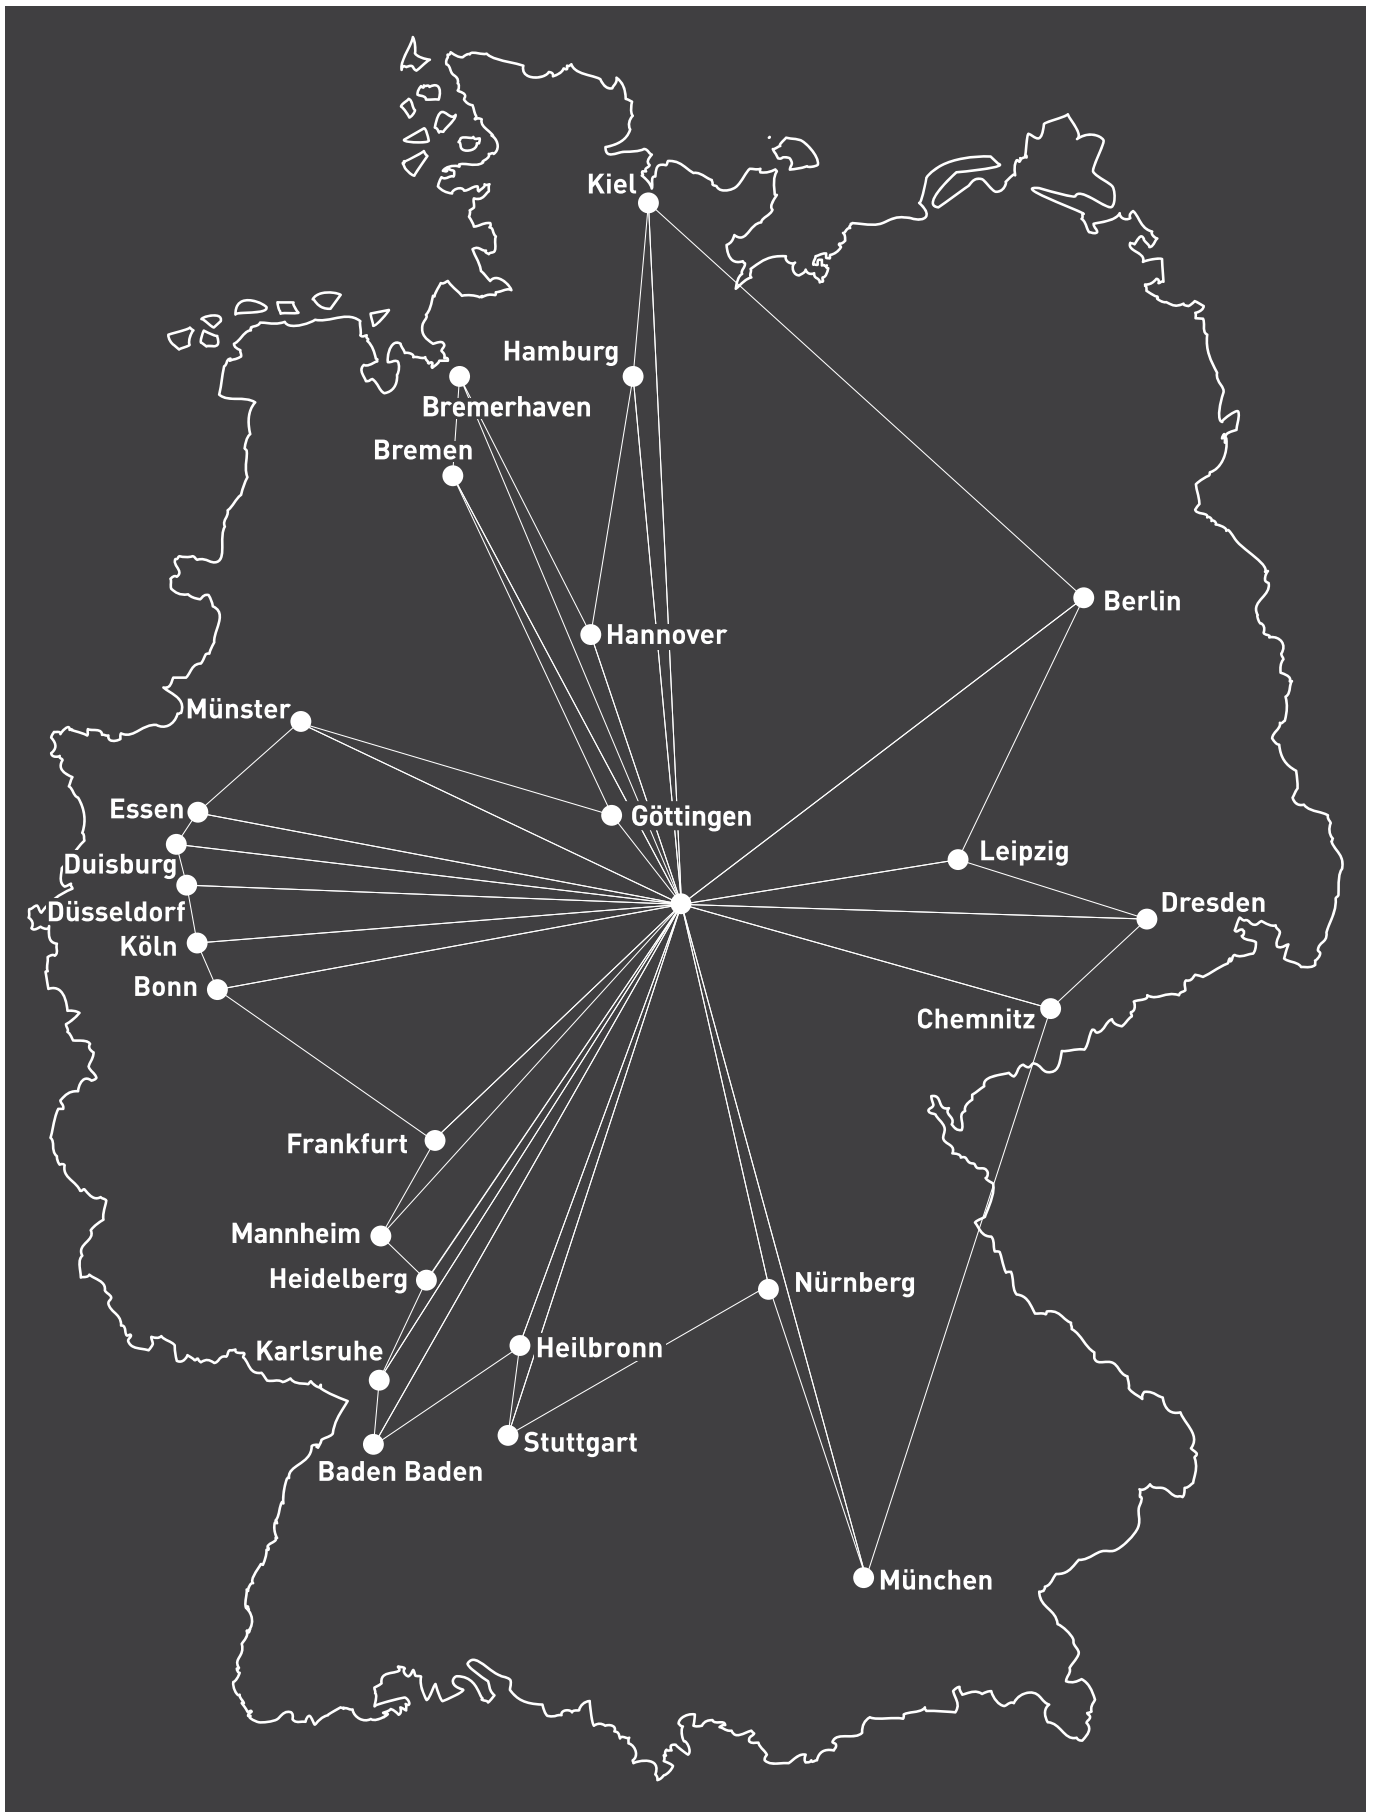 Kiel
Hamburg
Bremerhaven
Bremen
Berlin
Hannover
Münster
Essen
Göttingen
Leipzig
Duisburg
Dresden
Düsseldorf
Köln
Bonn
Chemnitz
Frankfurt
Mannheim
Heidelberg
Nürnberg
Karlsruhe
Heilbronn
Stuttgart
Baden Baden
München